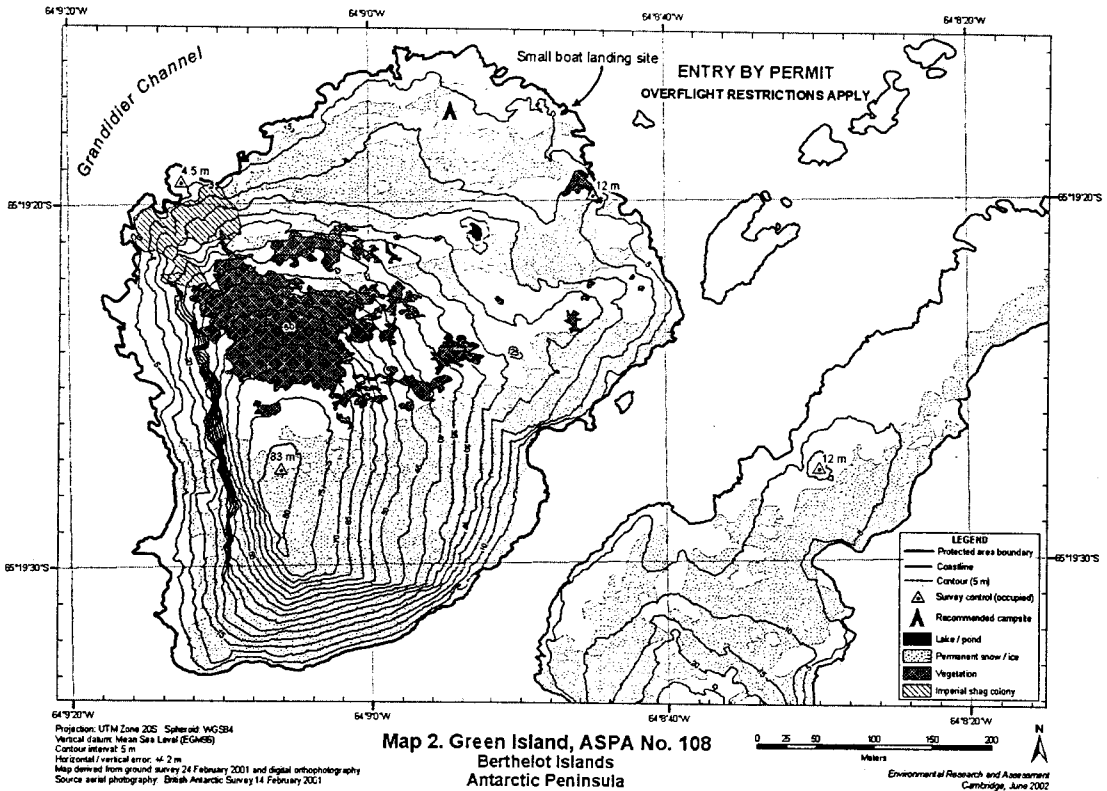 64°9'20"W
64°9'0"W
64°8'40"W
64°8'20"W
Grandidier Channel
Small boat landing site
ENTRY BY PERMIT
OVERFLIGHT RESTRICTIONS APPLY
4.5 m
12 m
65°19'20"S
65°19'20"S
83 m
12 m
65°19'30"S
65°19'30"S
LEGEND
Protected area boundary
Coastline
Contour (5 m)
Survey control (occupied)
Recommended campsite
Lake / pond
Permanent snow / ice
Vegetation
Imperial shag colony
64°9'20"W
64°9'0"W
64°8'40"W
64°8'20"W
Projection: UTM Zone 20S Spheroid: WGS84
Vertical datum: Mean Sea Level (EGM96)
Contour interval: 5 m
Horizontal / vertical error: +/- 2 m
Map derived from ground survey 24 February 2001 and digital orthophotography
Source aerial photography: British Antarctic Survey 14 February 2001
Map 2. Green Island, ASPA No. 108
Berthelot Islands
Antarctic Peninsula
0 50 100 150 200
Meters
N
Environmental Research and Assessment
Cambridge, June 2002